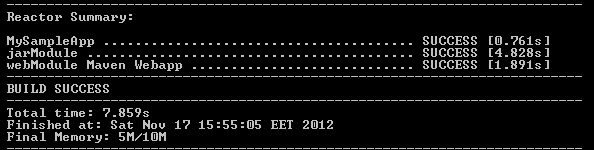 ------------------------------------------------------------------------
Reactor Summary:
MySampleApp ....................................... SUCCESS [0.761s]
jarModule ......................................... SUCCESS [4.828s]
webModule Maven Webapp ............................ SUCCESS [1.891s]
------------------------------------------------------------------------
BUILD SUCCESS
------------------------------------------------------------------------
Total time: 7.859s
Finished at: Sat Nov 17 15:55:05 EET 2012
Final Memory: 5M/10M
------------------------------------------------------------------------